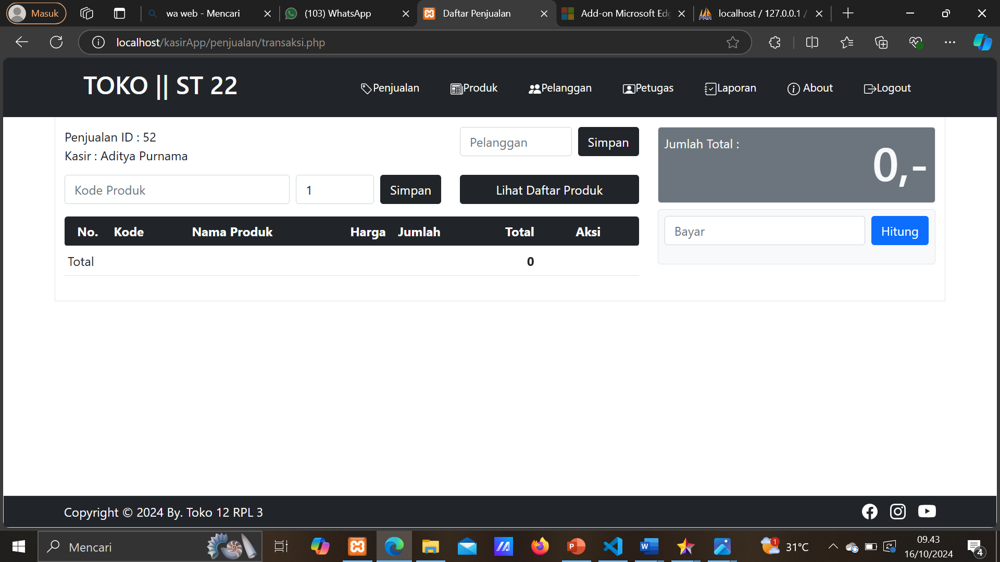 Masuk
wa web - Mencari
(103) WhatsApp
Daftar Penjualan
Add-on Microsoft Edg
localhost / 127.0.0.1 /
localhost/kasirApp/penjualan/transaksi.php
TOKO || ST 22
Penjualan
Produk
Pelanggan
Petugas
Laporan
About
Logout
Penjualan ID : 52
Kasir : Aditya Purnama
Pelanggan
Simpan
Jumlah Total :
0,-
Kode Produk
1
Simpan
Lihat Daftar Produk
Bayar
Hitung
No. Kode Nama Produk Harga Jumlah Total Aksi
Total 0
Copyright © 2024 By. Toko 12 RPL 3
Mencari
1
31°C
09.43
16/10/2024
4